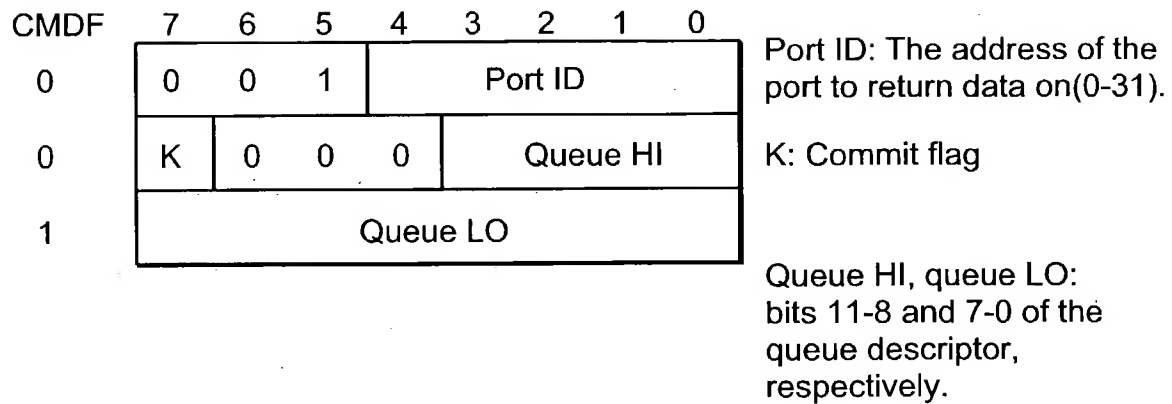 CMDF 7 6 5 4 3 2 1 0
0 0 0 1 Port ID
Port ID: The address of the
port to return data on(0-31).
0 K 0 0 0 Queue HI
K: Commit flag
1 Queue LO
Queue HI, queue LO:
bits 11-8 and 7-0 of the
queue descriptor,
respectively.